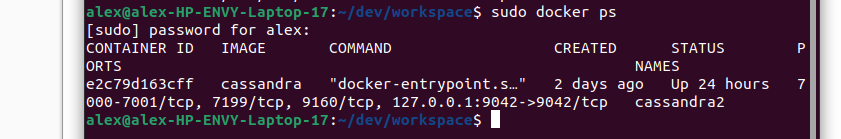 alex@alex-HP-ENVY-Laptop-17:~/dev/workspace$ sudo docker ps
[sudo] password for alex:
CONTAINER ID   IMAGE       COMMAND                  CREATED      STATUS        P
ORTS                                                        NAMES
e2c79d163cff   cassandra   "docker-entrypoint.s…"   2 days ago   Up 24 hours   7
000-7001/tcp, 7199/tcp, 9160/tcp, 127.0.0.1:9042->9042/tcp   cassandra2
alex@alex-HP-ENVY-Laptop-17:~/dev/workspace$